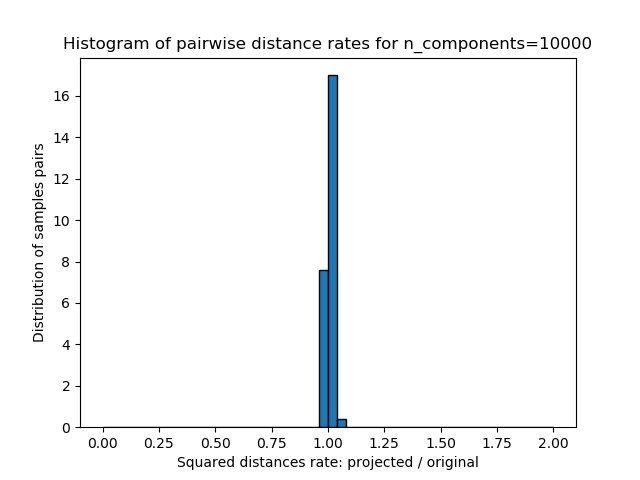 Histogram of pairwise distance rates for n_components=10000
Distribution of samples pairs
16
14
12
10
8
6
4
2
0
0.00 0.25 0.50 0.75 1.00 1.25 1.50 1.75 2.00
Squared distances rate: projected / original